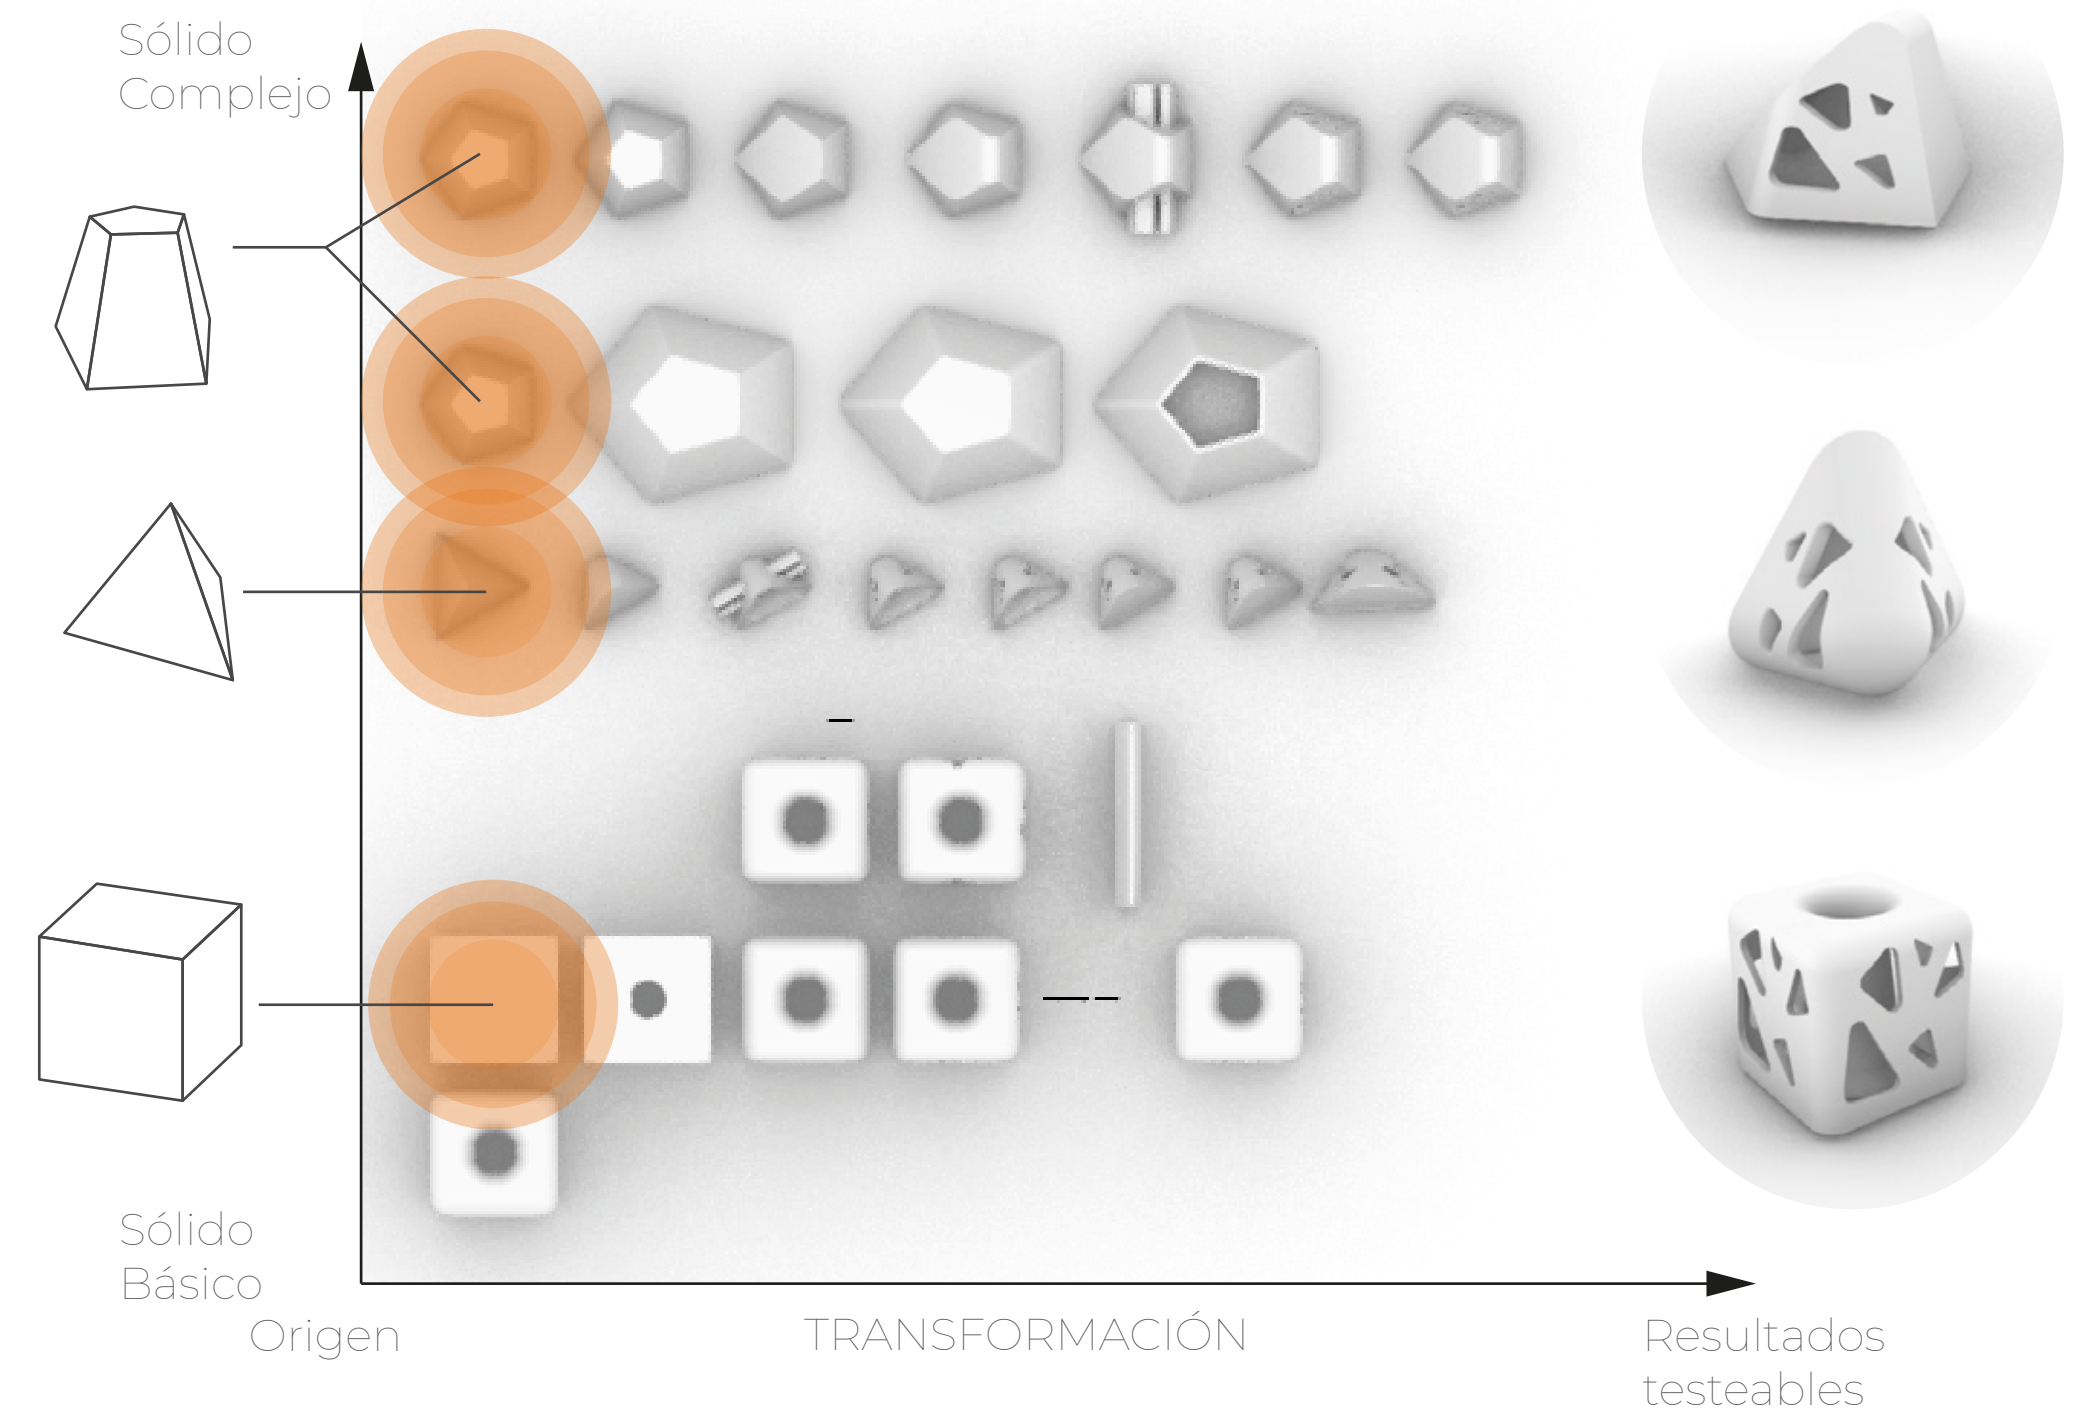 Sólido
Complejo
Sólido
Básico
Origen
TRANSFORMACIÓN
Resultados
testeables